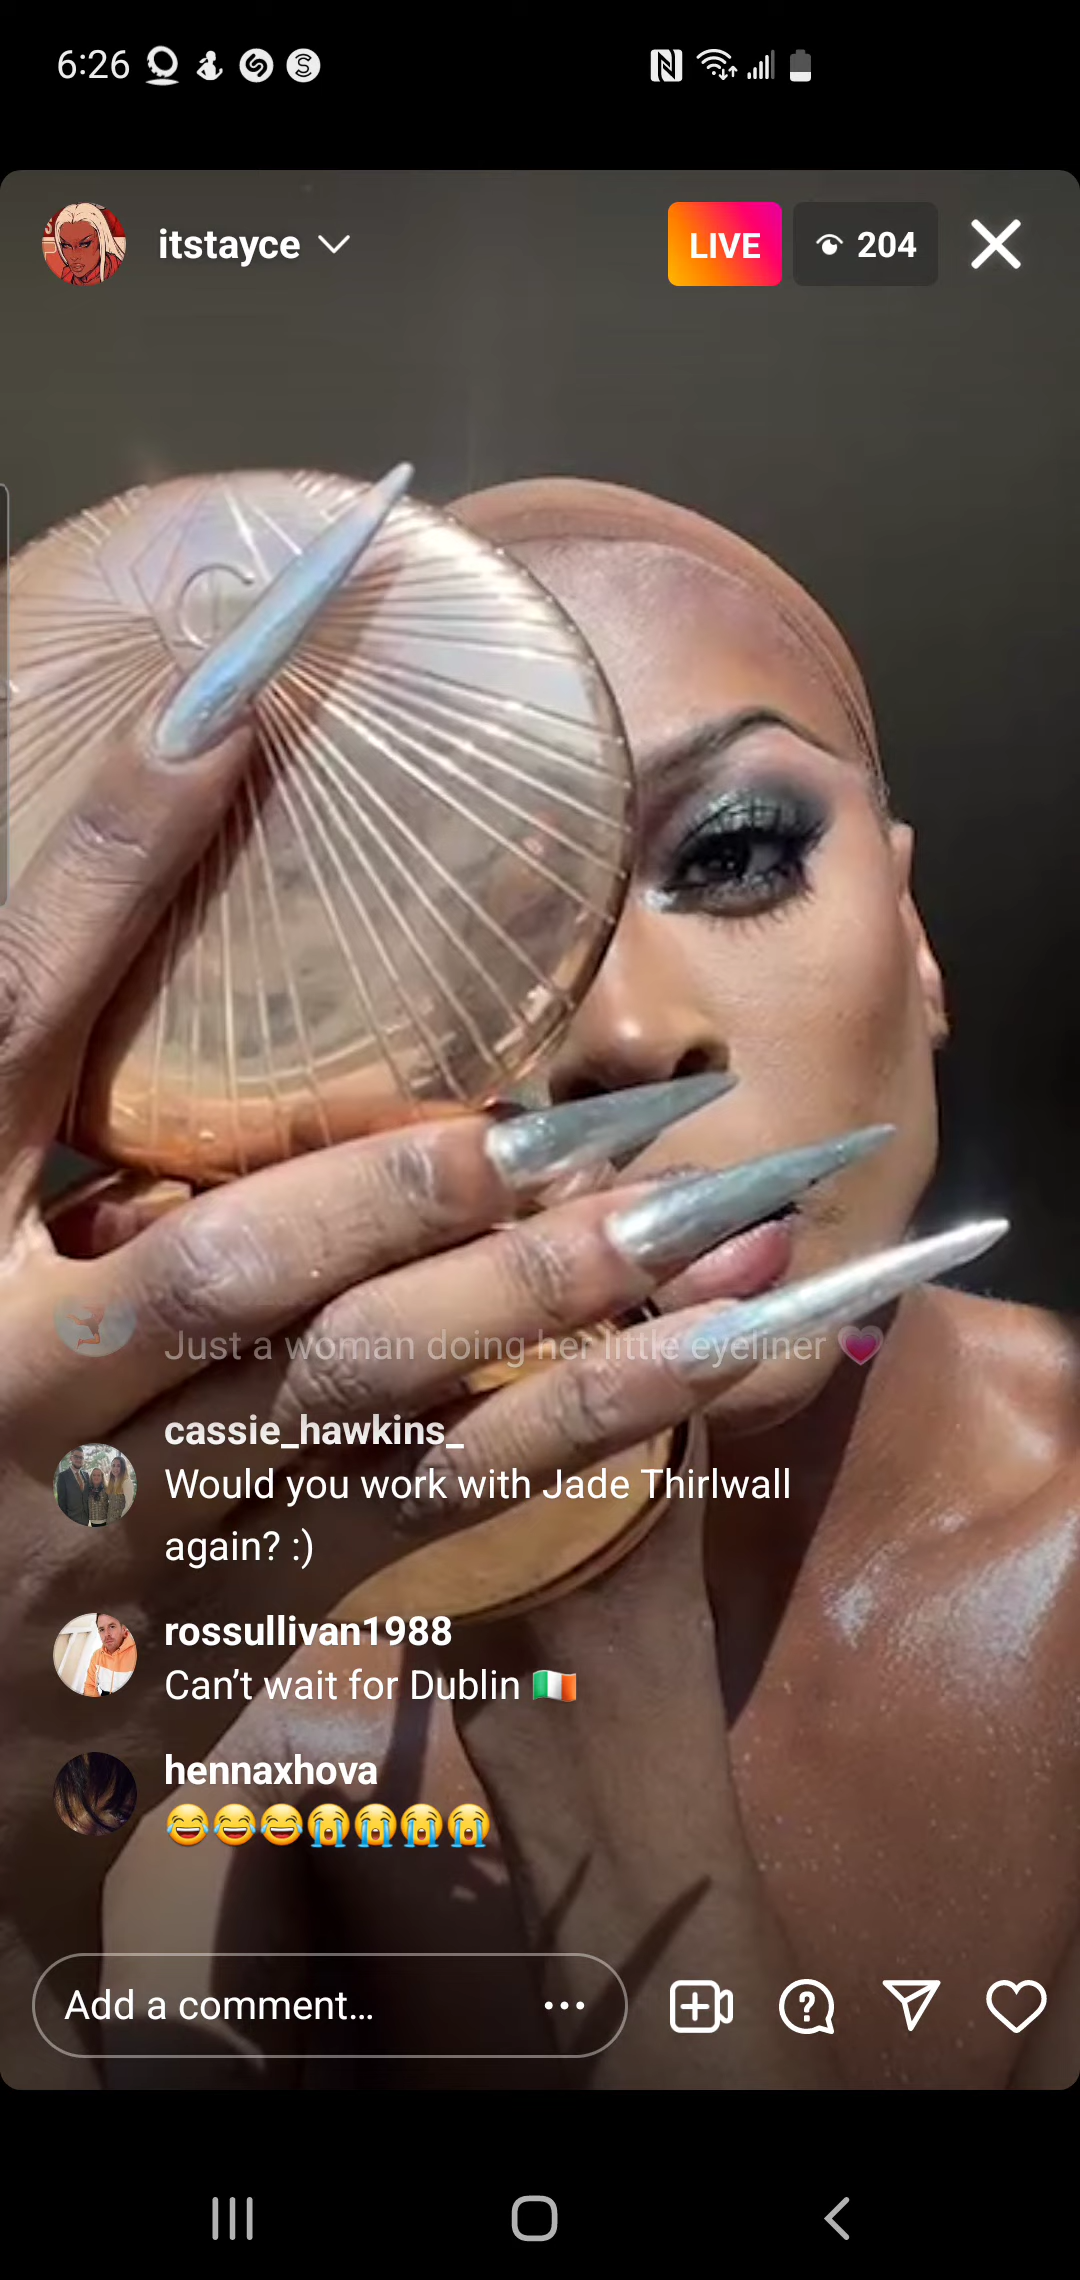 6:26
itstayce
LIVE
204
Just a woman doing her little eyeliner 💗
cassie_hawkins_
Would you work with Jade Thirlwall
again? :)
rossullivan1988
Can’t wait for Dublin 🇮🇪
hennaxhova
😂😂😂😭😭😭😭
Add a comment...